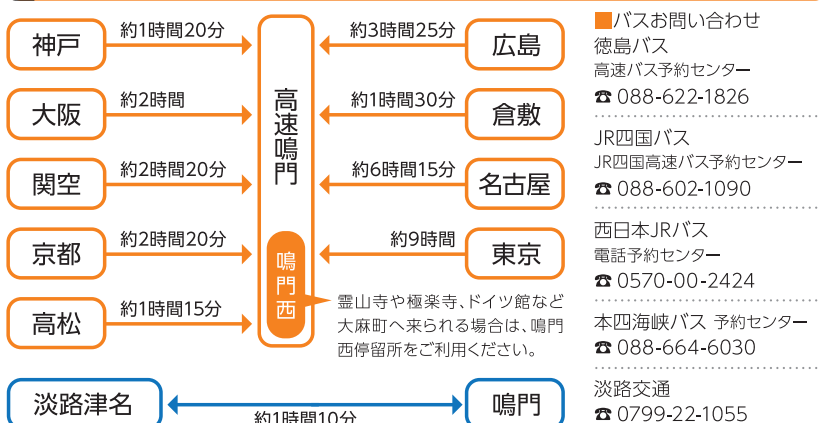 神戸 約1時間20分
大阪 約2時間
関空 約2時間20分
京都 約2時間20分
高松 約1時間15分
高速鳴門
鳴門西
約3時間25分 広島
約1時間30分 倉敷
約6時間15分 名古屋
約9時間 東京
霊山寺や極楽寺、ドイツ館など
大麻町へ来られる場合は、鳴門
西停留所をご利用ください。
淡路津名 約1時間10分 鳴門
■バスお問い合わせ
徳島バス
高速バス予約センター
☎ 088-622-1826
JR四国バス
JR四国高速バス予約センター
☎ 088-602-1090
西日本JRバス
電話予約センター
☎ 0570-00-2424
本四海峡バス 予約センター
☎ 088-664-6030
淡路交通
☎ 0799-22-1055